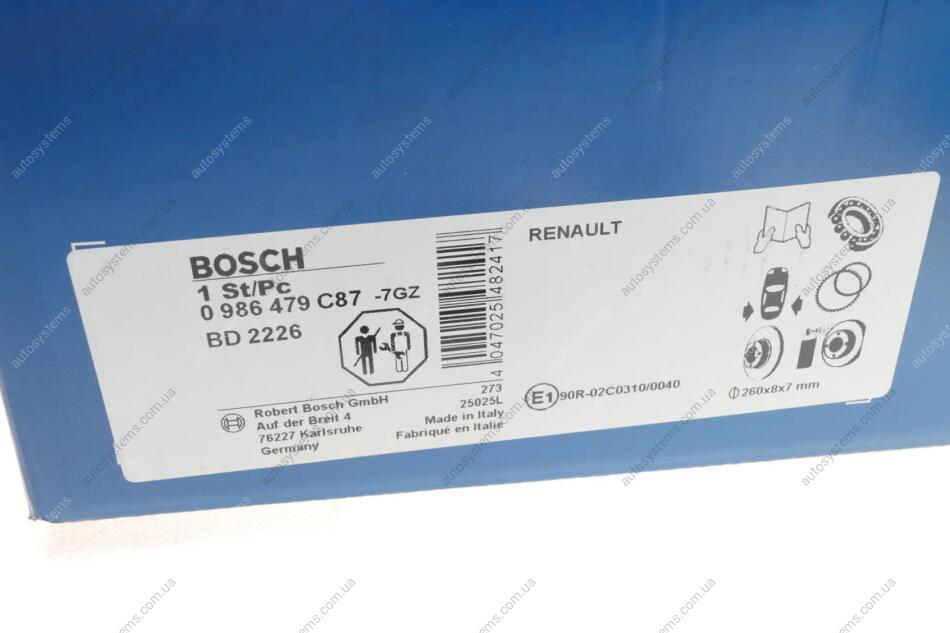 BOSCH
1 St/Pc
0 986 479 C87 -7GZ
BD 2226
RENAULT
4 047025 482417
273
25025L
Made in Italy
Fabriqué en Italie
Robert Bosch GmbH
Auf der Breit 4
76227 Karlsruhe
Germany
E1 90R-02C0310/0040
Φ 260x8x7 mm
autosystems.com.ua